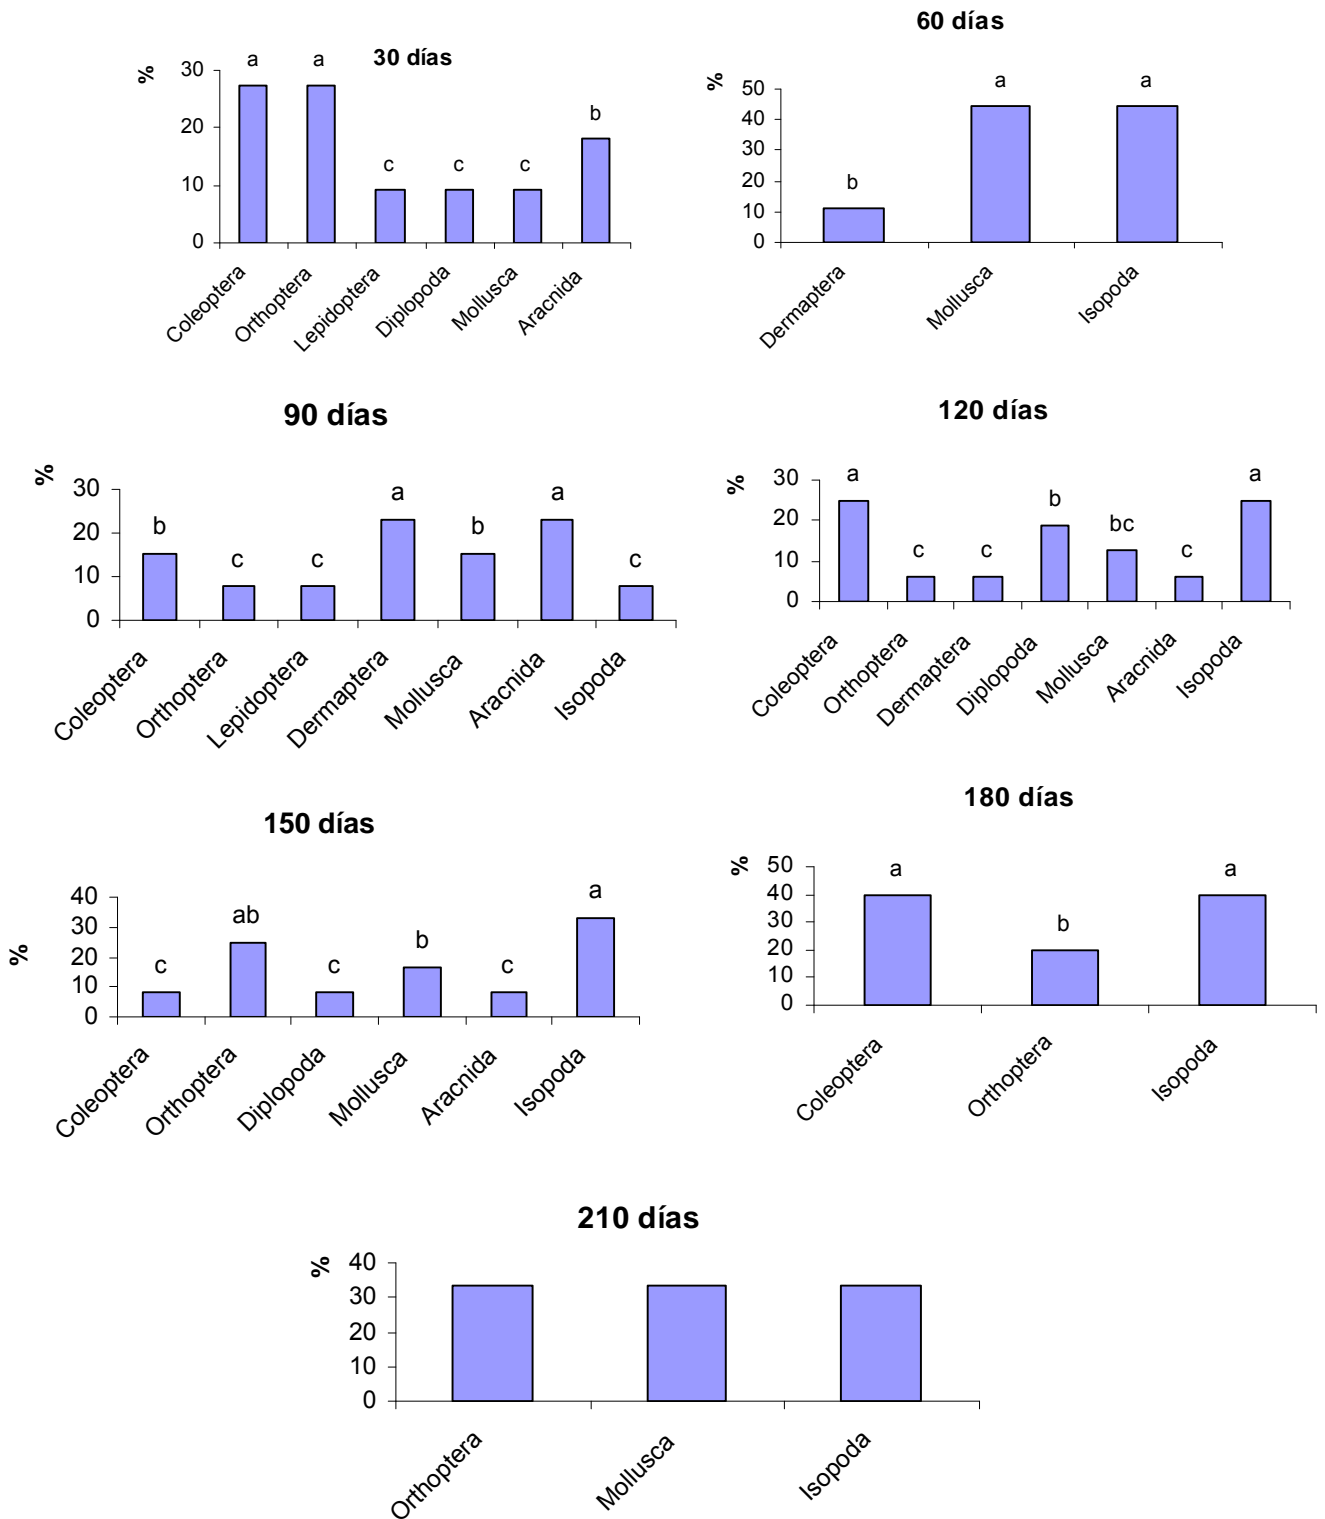 30 días
%
30
20
10
0
a a c c c b
Coleoptera
Orthoptera
Lepidoptera
Diplopoda
Mollusca
Aracnida
60 días
%
50
40
30
20
10
0
b a a
Dermaptera
Mollusca
Isopoda
90 días
%
30
20
10
0
b c c a b a c
Coleoptera
Orthoptera
Lepidoptera
Dermaptera
Mollusca
Aracnida
Isopoda
120 días
%
30
20
10
0
a c c b bc c a
Coleoptera
Orthoptera
Dermaptera
Diplopoda
Mollusca
Aracnida
Isopoda
150 días
%
40
30
20
10
0
c ab c b c a
Coleoptera
Orthoptera
Diplopoda
Mollusca
Aracnida
Isopoda
180 días
%
50
40
30
20
10
0
a b a
Coleoptera
Orthoptera
Isopoda
210 días
%
40
30
20
10
0
Orthoptera
Mollusca
Isopoda